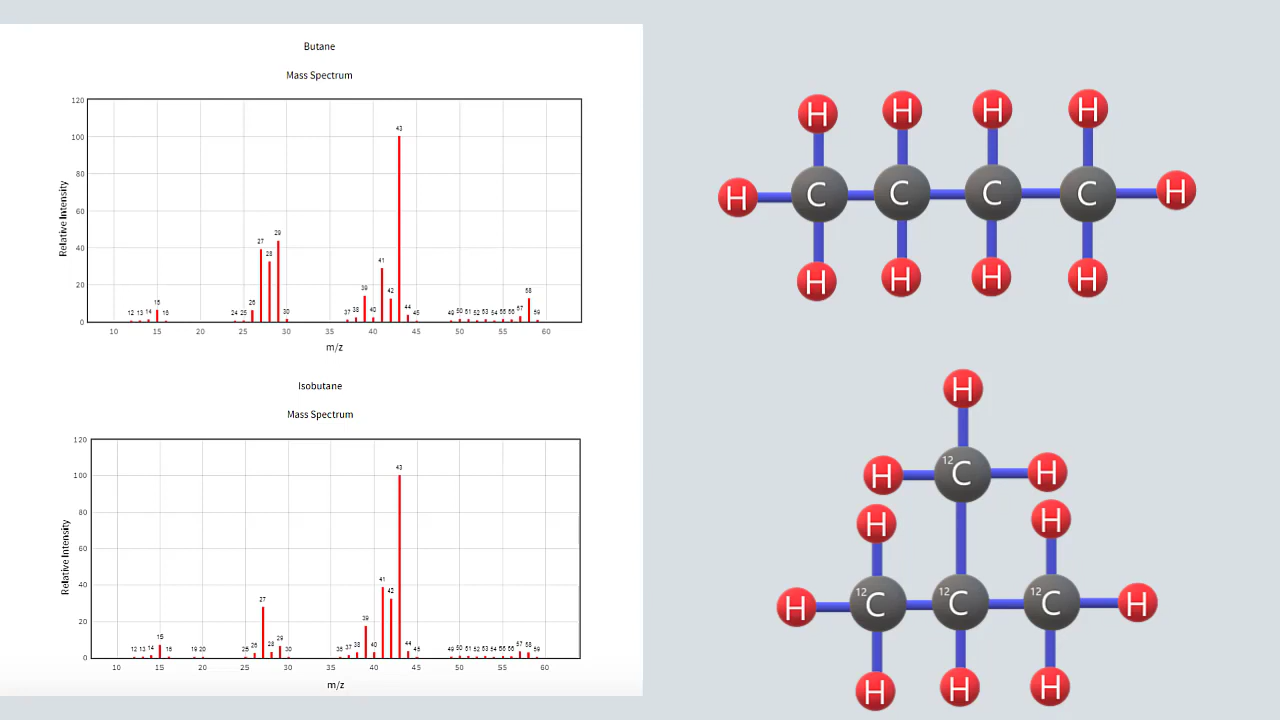 Butane
Mass Spectrum
120
100
80
60
40
20
0
Relative Intensity
12 13 14 15 16 24 25 26 27 28 29 30 37 38 39 40 41 42 43 44 45 49 50 51 52 53 54 55 56 57 58 59
10 15 20 25 30 35 40 45 50 55 60
m/z
Isobutane
Mass Spectrum
120
100
80
60
40
20
0
Relative Intensity
12 13 14 15 16 19 20 25 26 27 28 29 30 36 37 38 39 40 41 42 43 44 45 49 50 51 52 53 54 55 56 57 58 59
10 15 20 25 30 35 40 45 50 55 60
m/z
H H H H
H C C C C H
H H H H
H
H 12C H
H H
H 12C 12C 12C H
H H H